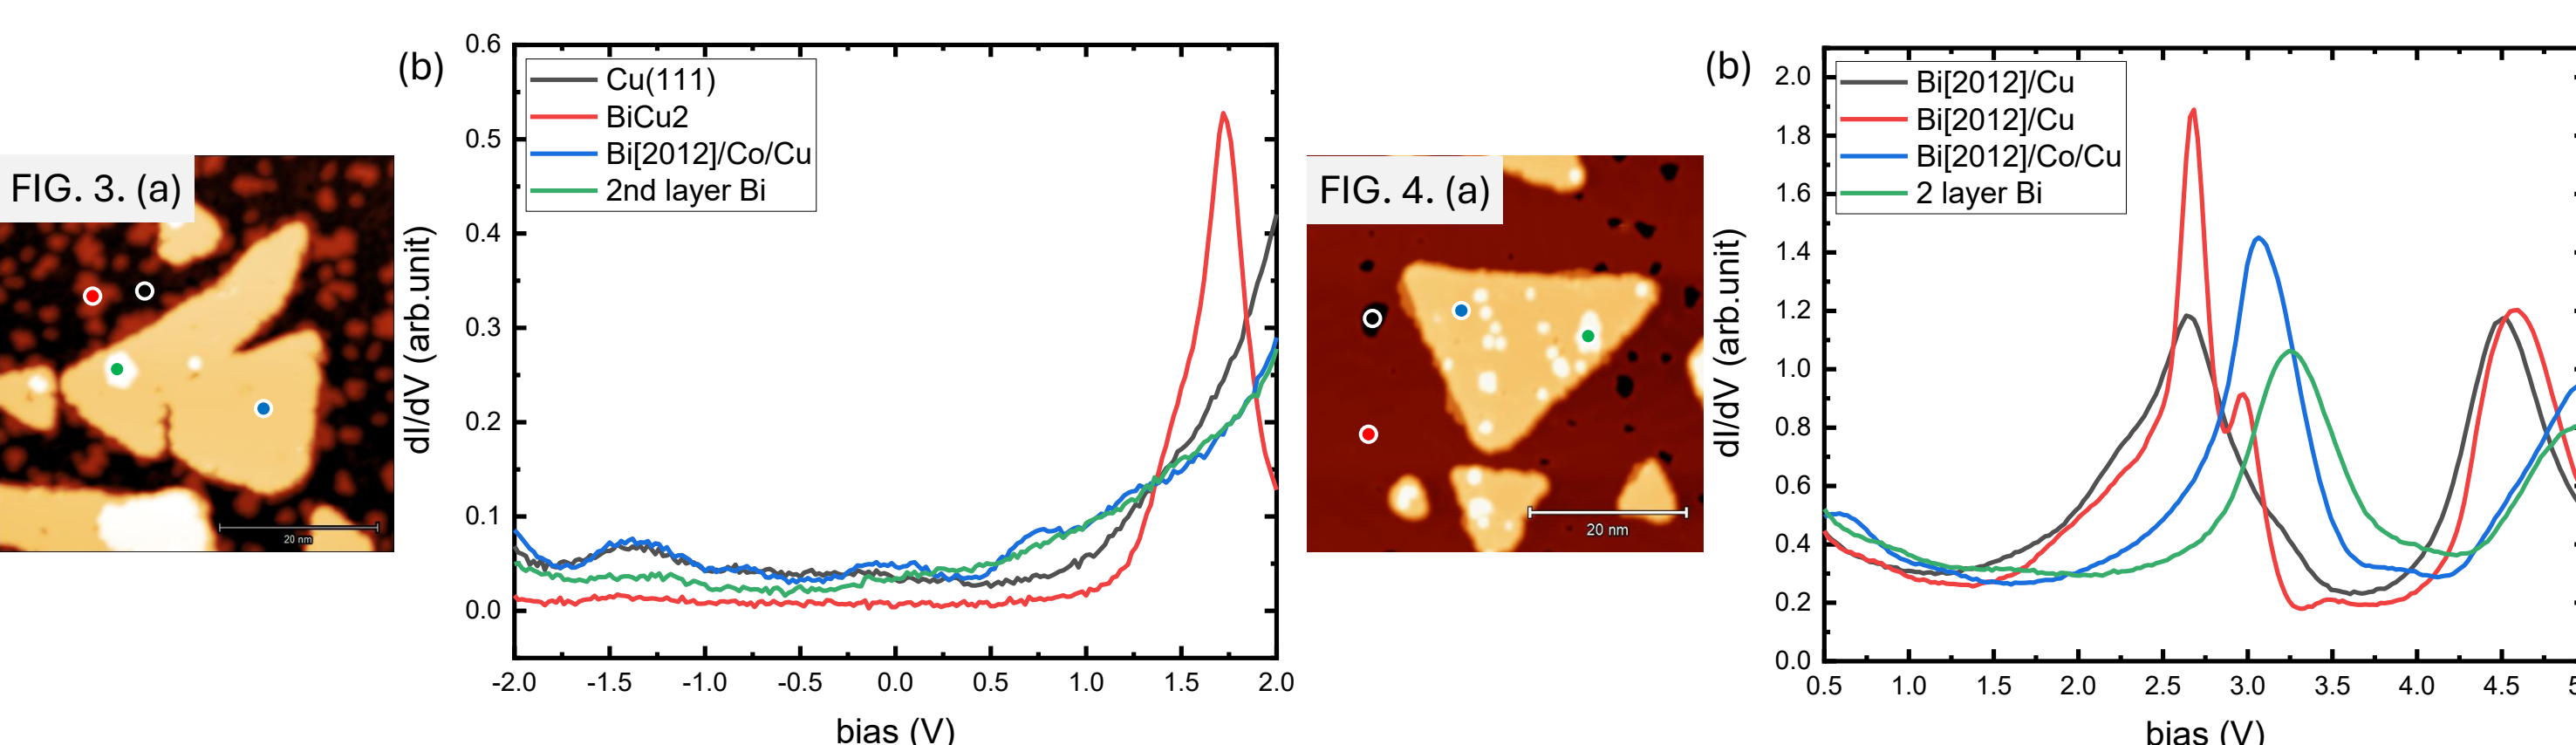 FIG. 3. (a)
20 nm
(b)
dI/dV (arb.unit)
0.6
0.5
0.4
0.3
0.2
0.1
0.0
Cu(111)
BiCu2
Bi[2012]/Co/Cu
2nd layer Bi
-2.0 -1.5 -1.0 -0.5 0.0 0.5 1.0 1.5 2.0
bias (V)
FIG. 4. (a)
20 nm
(b)
dI/dV (arb.unit)
2.0
1.8
1.6
1.4
1.2
1.0
0.8
0.6
0.4
0.2
0.0
Bi[2012]/Cu
Bi[2012]/Cu
Bi[2012]/Co/Cu
2 layer Bi
0.5 1.0 1.5 2.0 2.5 3.0 3.5 4.0 4.5
bias (V)